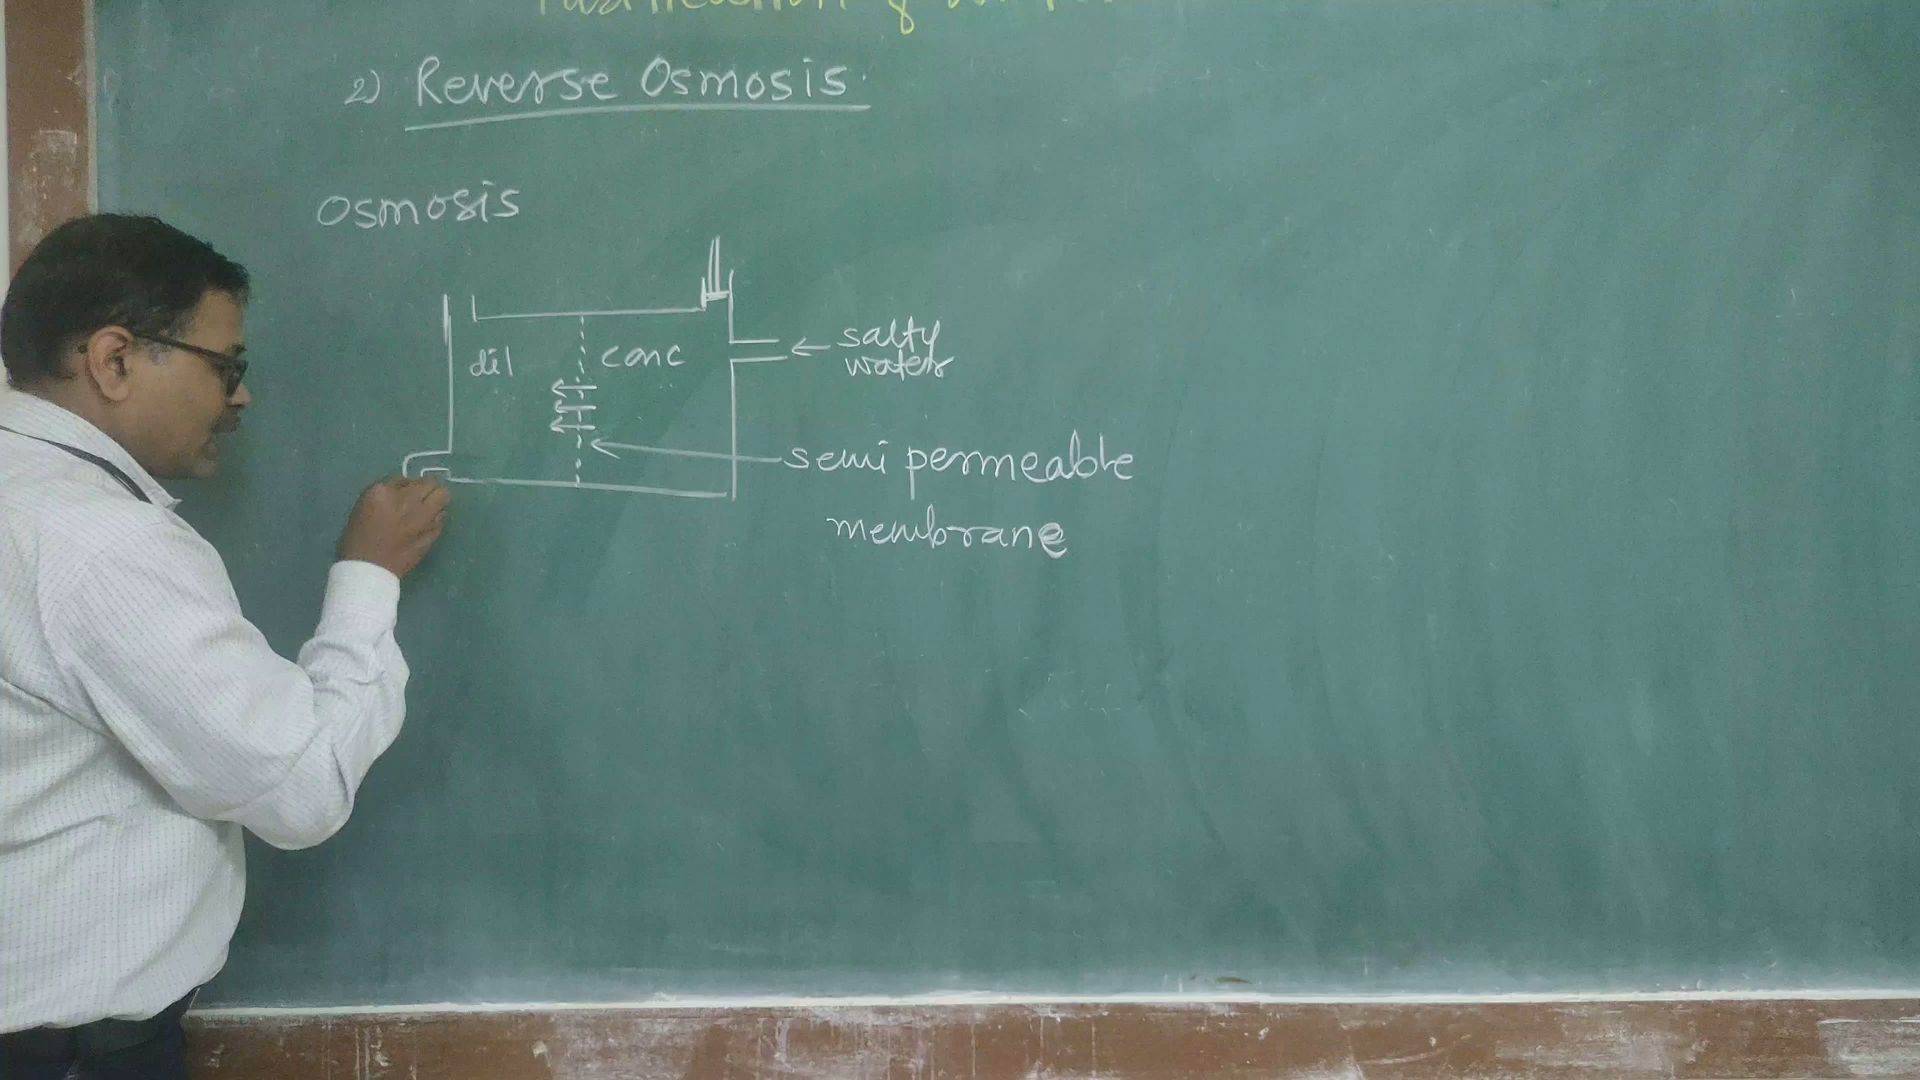 2) Reverse Osmosis
Osmosis
dil
conc
salty
water
semi permeable
membrane